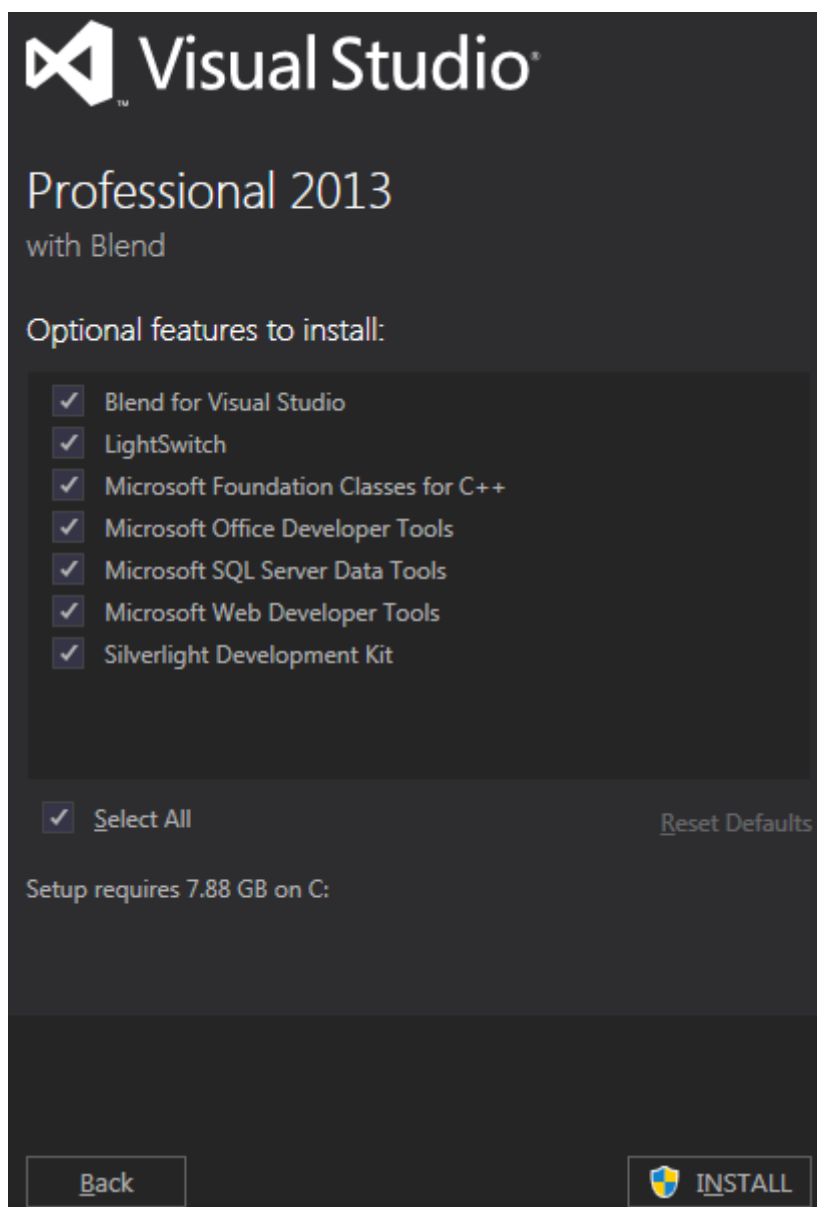 Visual Studio®
™
Professional 2013
with Blend
Optional features to install:
Blend for Visual Studio
LightSwitch
Microsoft Foundation Classes for C++
Microsoft Office Developer Tools
Microsoft SQL Server Data Tools
Microsoft Web Developer Tools
Silverlight Development Kit
Select All
Reset Defaults
Setup requires 7.88 GB on C:
Back
INSTALL